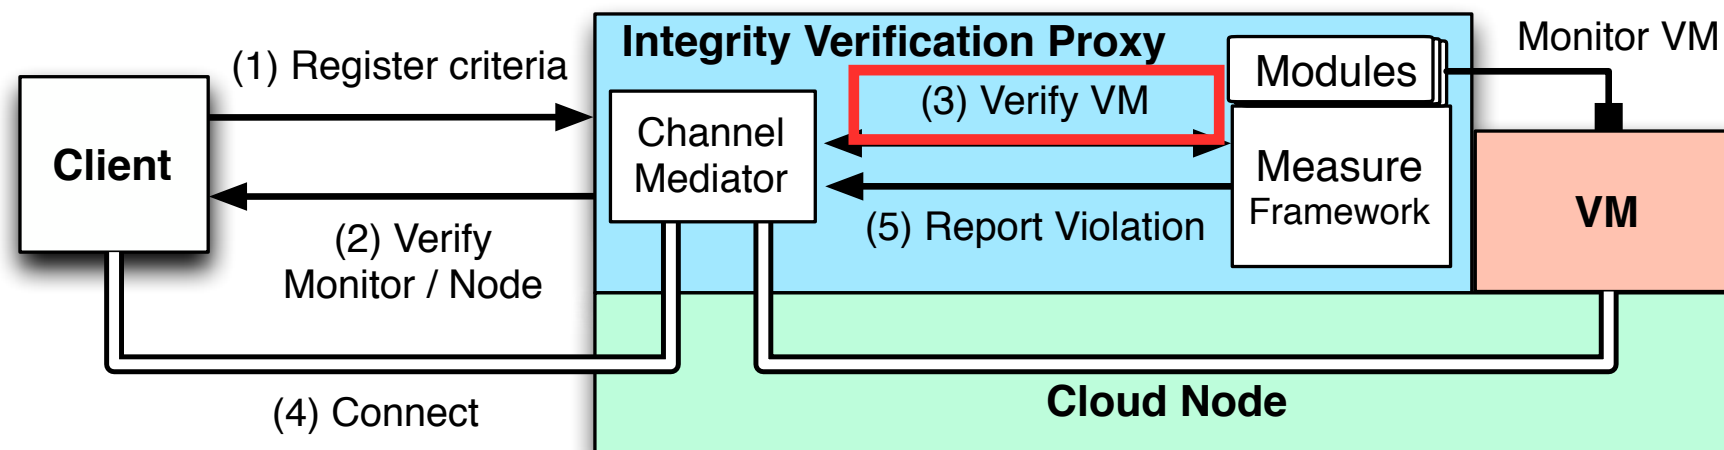 Integrity Verification Proxy
Monitor VM
(1) Register criteria
Modules
(3) Verify VM
Client
Channel
Mediator
Measure
Framework
VM
(2) Verify
Monitor / Node
(5) Report Violation
(4) Connect
Cloud Node